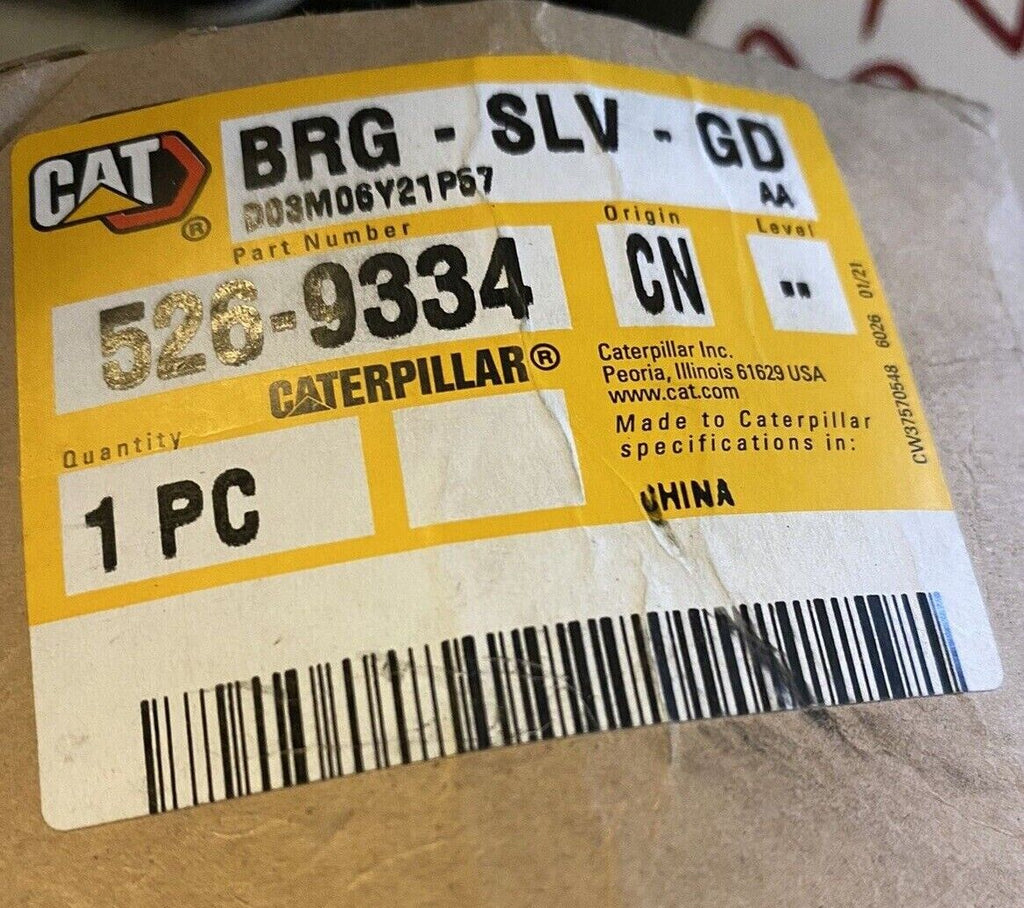 CAT®
BRG - SLV - GD
D03M06Y21P67
AA
Part Number
Origin
Level
526-9334
CN
--
CATERPILLAR®
Caterpillar Inc.
Peoria, Illinois 61629 USA
www.cat.com
Made to Caterpillar
specifications in:
CHINA
Quantity
1 PC
CW37570548 6026 01/21